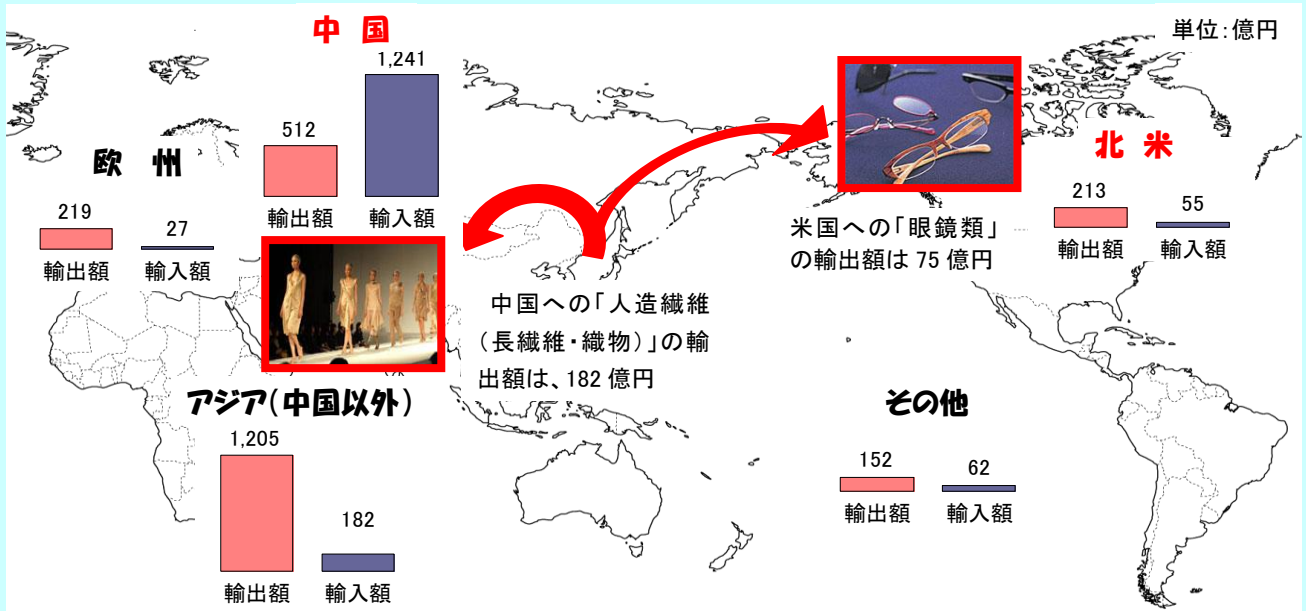 単位：億円
中 国
1,241
512
輸出額
輸入額
欧 州
219
27
輸出額
輸入額
北 米
213
55
輸出額
輸入額
米国への「眼鏡類」
の輸出額は 75 億円
中国への「人造繊維
（長繊維・織物）」の輸
出額は、182 億円
アジア（中国以外）
1,205
182
輸出額
輸入額
その他
152
62
輸出額
輸入額